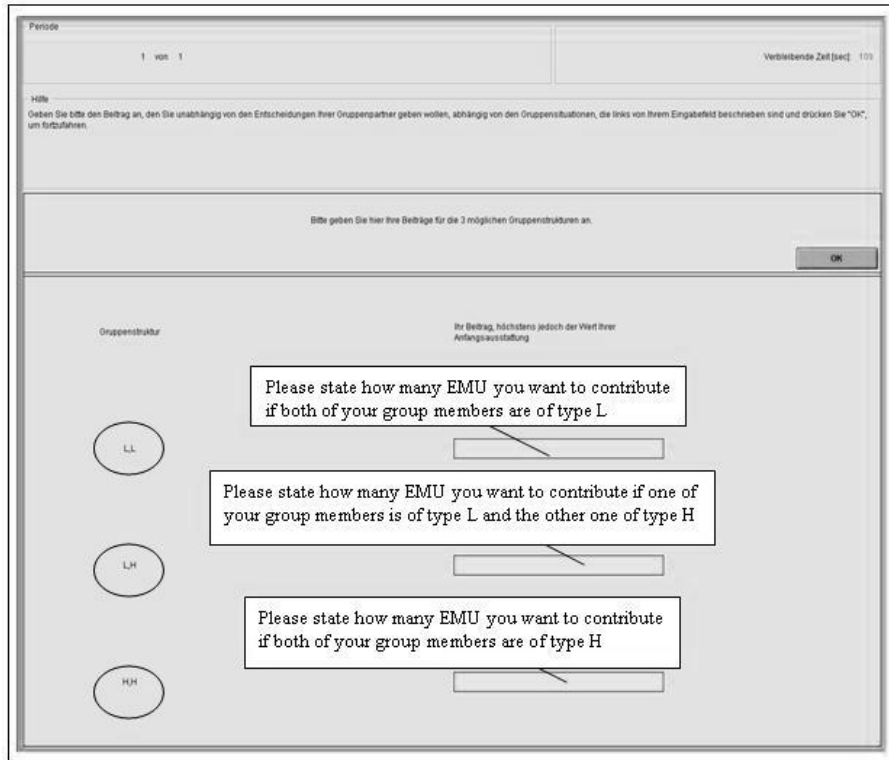 Periode
1 von 1
Verbleibende Zeit [sec]: 109
Hilfe
Geben Sie bitte den Beitrag an, den Sie unabhängig von den Entscheidungen Ihrer Gruppenpartner geben wollen, abhängig von den Gruppensituationen, die links von Ihrem Eingabefeld beschrieben sind und drücken Sie "OK",
um fortzufahren.
Bitte geben Sie hier Ihre Beiträge für die 3 möglichen Gruppenstrukturen an.
OK
Gruppenstruktur
Ihr Beitrag, höchstens jedoch der Wert Ihrer
Anfangsausstattung
Please state how many EMU you want to contribute
if both of your group members are of type L
L,L
Please state how many EMU you want to contribute if one of
your group members is of type L and the other one of type H
L,H
Please state how many EMU you want to contribute
if both of your group members are of type H
H,H